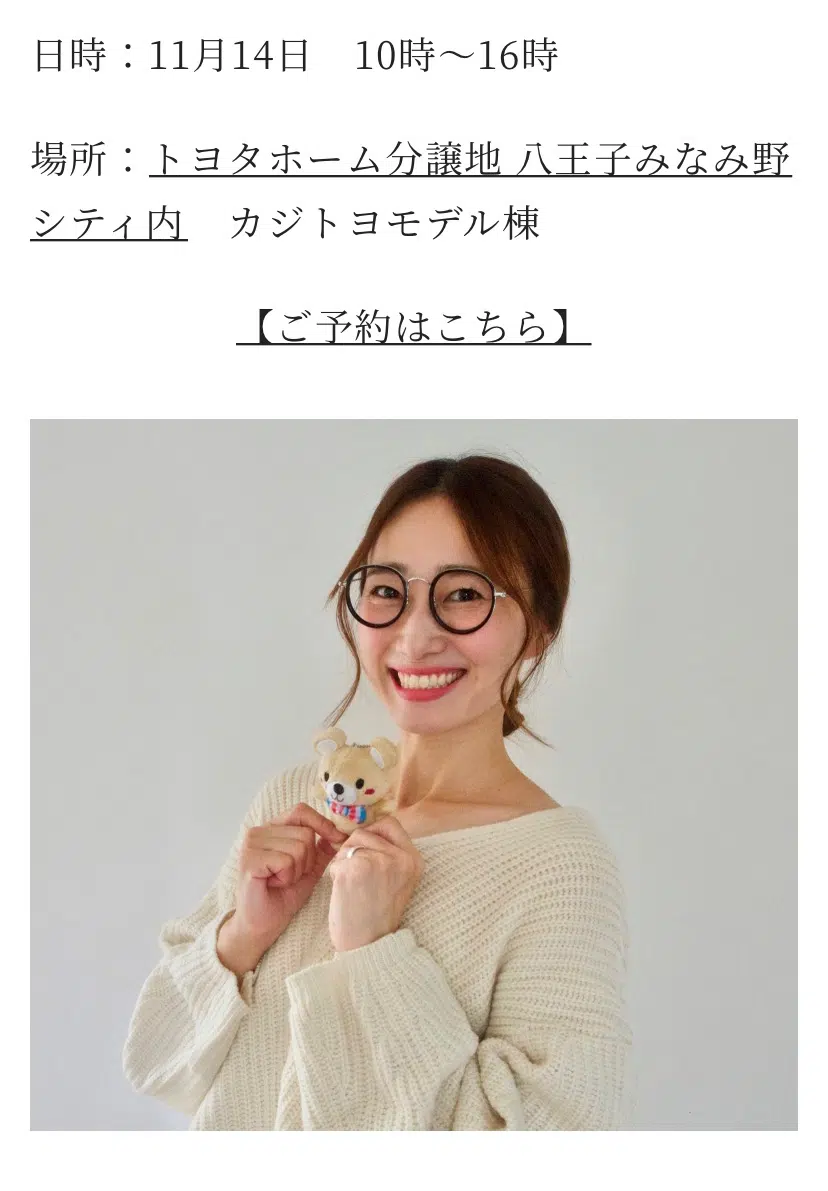 日時：11月14日　10時〜16時
場所：トヨタホーム分譲地 八王子みなみ野
シティ内　カジトヨモデル棟
【ご予約はこちら】